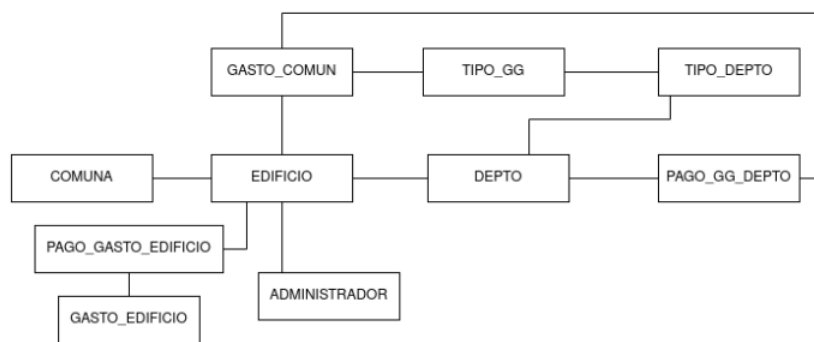 GASTO_COMUN
TIPO_GG
TIPO_DEPTO
COMUNA
EDIFICIO
DEPTO
PAGO_GG_DEPTO
PAGO_GASTO_EDIFICIO
ADMINISTRADOR
GASTO_EDIFICIO